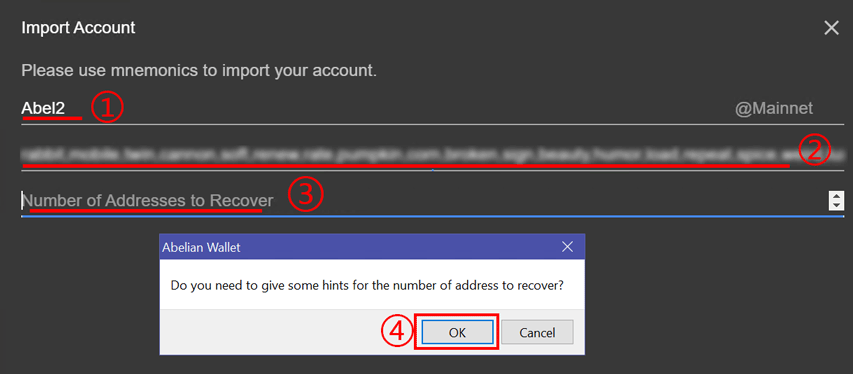 Import Account
Please use mnemonics to import your account.
Abel2 ① @Mainnet
②
Number of Addresses to Recover ③
Abelian Wallet
Do you need to give some hints for the number of address to recover?
④ OK Cancel